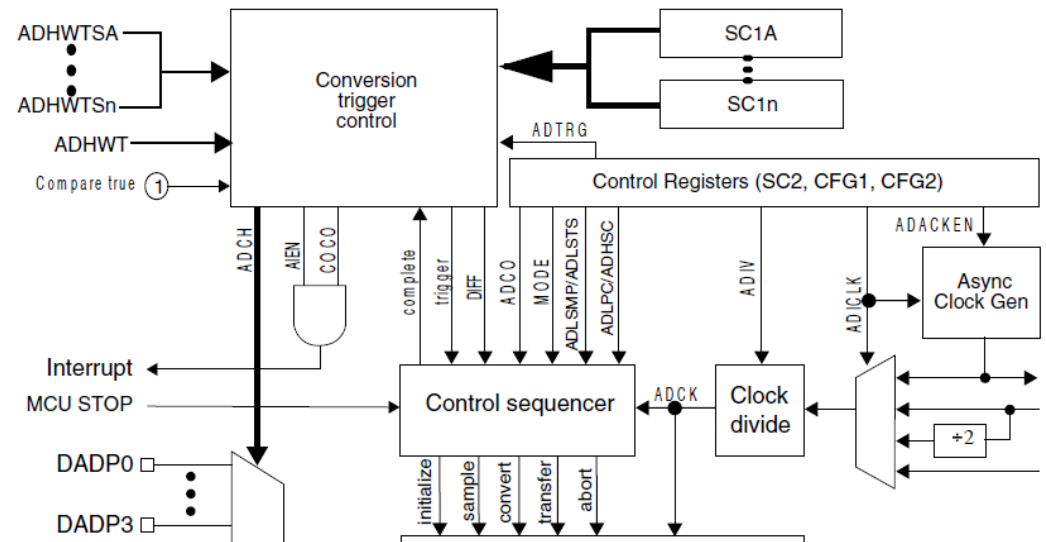 ADHWTSA
ADHWTSn
ADHWT
Compare true 1
Conversion
trigger
control
SC1A
SC1n
ADTRG
Control Registers (SC2, CFG1, CFG2)
ADCH
AIEN
COCO
complete
trigger
DIFF
ADCO
MODE
ADLSMP/ADLSTS
ADLPC/ADHSC
ADIV
ADICLK
ADACKEN
Async
Clock Gen
Interrupt
MCU STOP
Control sequencer
ADCK
Clock
divide
÷2
DADP0
DADP3
initialize
sample
convert
transfer
abort